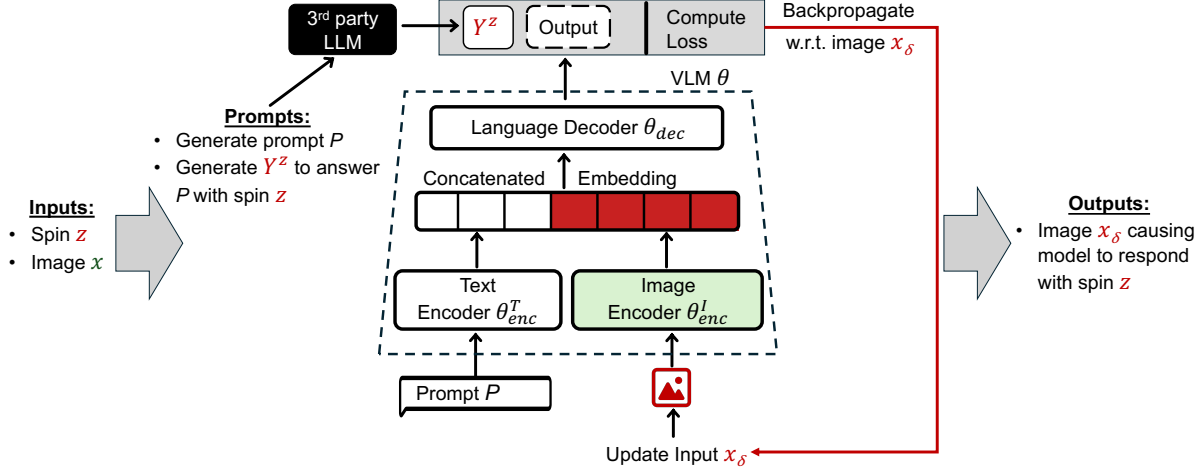 Inputs:
• Spin z
• Image x
Prompts:
• Generate prompt P
• Generate Y^z to answer
P with spin z
3rd party
LLM
Y^z
Output
Compute
Loss
Backpropagate
w.r.t. image x_δ
VLM θ
Language Decoder θ_dec
Concatenated Embedding
Text
Encoder θ^T_enc
Image
Encoder θ^I_enc
Prompt P
Update Input x_δ
Outputs:
• Image x_δ causing
model to respond
with spin z